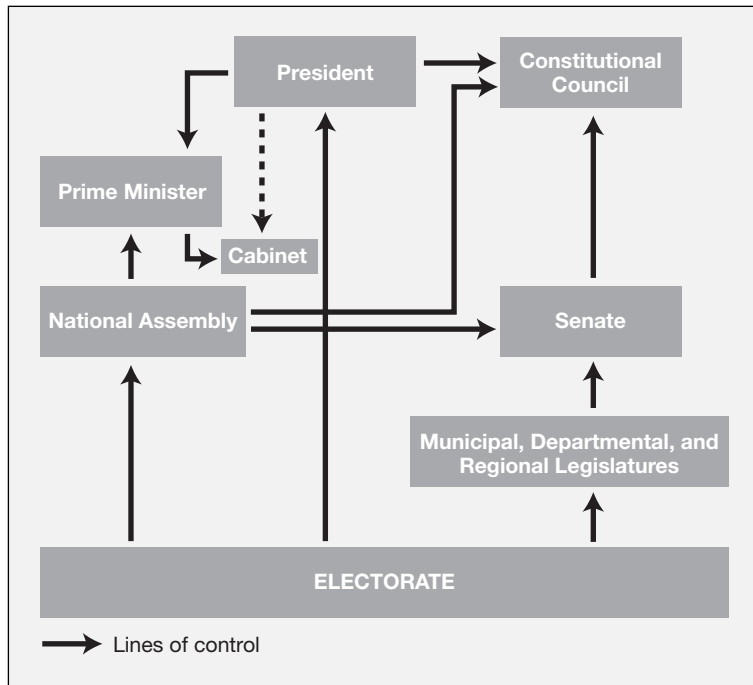 President
Constitutional
Council
Prime Minister
Cabinet
National Assembly
Senate
Municipal, Departmental, and
Regional Legislatures
ELECTORATE
Lines of control